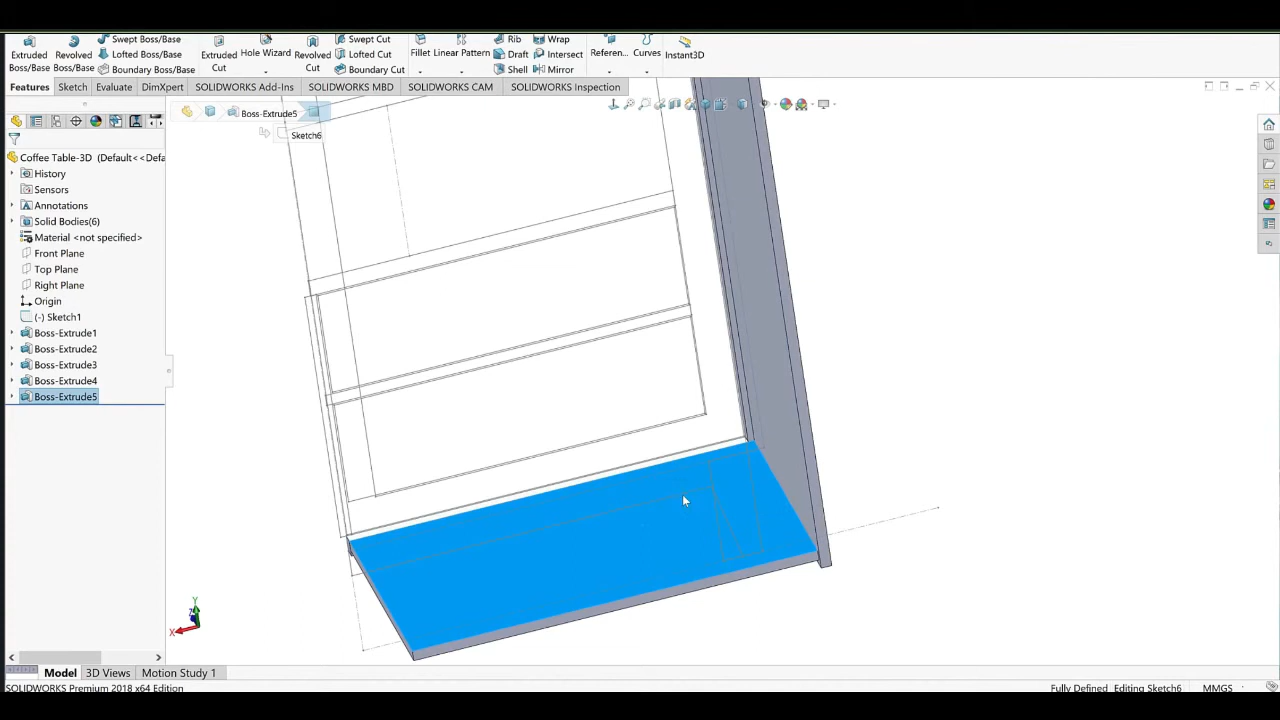 Extruded Boss/Base
Revolved Boss/Base
Swept Boss/Base
Lofted Boss/Base
Boundary Boss/Base
Extruded Cut
Hole Wizard
Revolved Cut
Swept Cut
Lofted Cut
Boundary Cut
Fillet
Linear Pattern
Rib
Draft
Shell
Wrap
Intersect
Mirror
Referen...
Curves
Instant3D
Features
Sketch
Evaluate
DimXpert
SOLIDWORKS Add-Ins
SOLIDWORKS MBD
SOLIDWORKS CAM
SOLIDWORKS Inspection
Boss-Extrude5
Sketch6
Coffee Table-3D (Default<<Defa
History
Sensors
Annotations
Solid Bodies(6)
Material <not specified>
Front Plane
Top Plane
Right Plane
Origin
(-) Sketch1
Boss-Extrude1
Boss-Extrude2
Boss-Extrude3
Boss-Extrude4
Boss-Extrude5
Y
X
Z
Model
3D Views
Motion Study 1
SOLIDWORKS Premium 2018 x64 Edition
Fully Defined
Editing Sketch6
MMGS